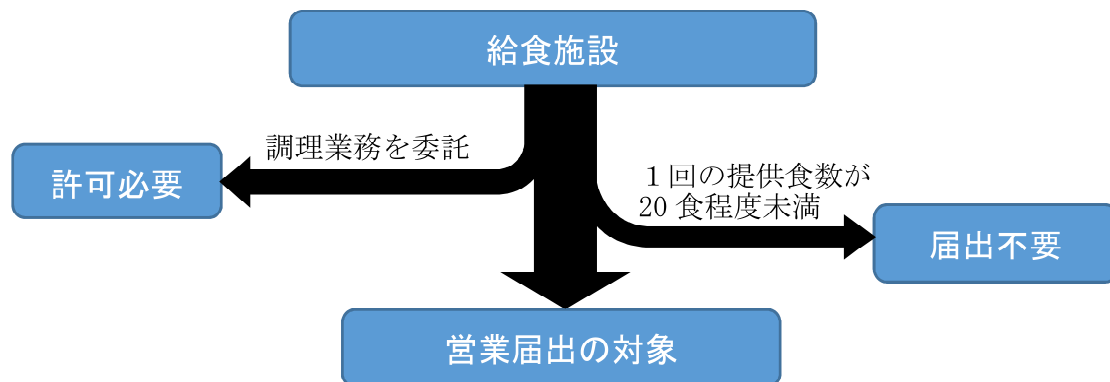 給食施設
調理業務を委託
許可必要
1回の提供食数が
20食程度未満
届出不要
営業届出の対象